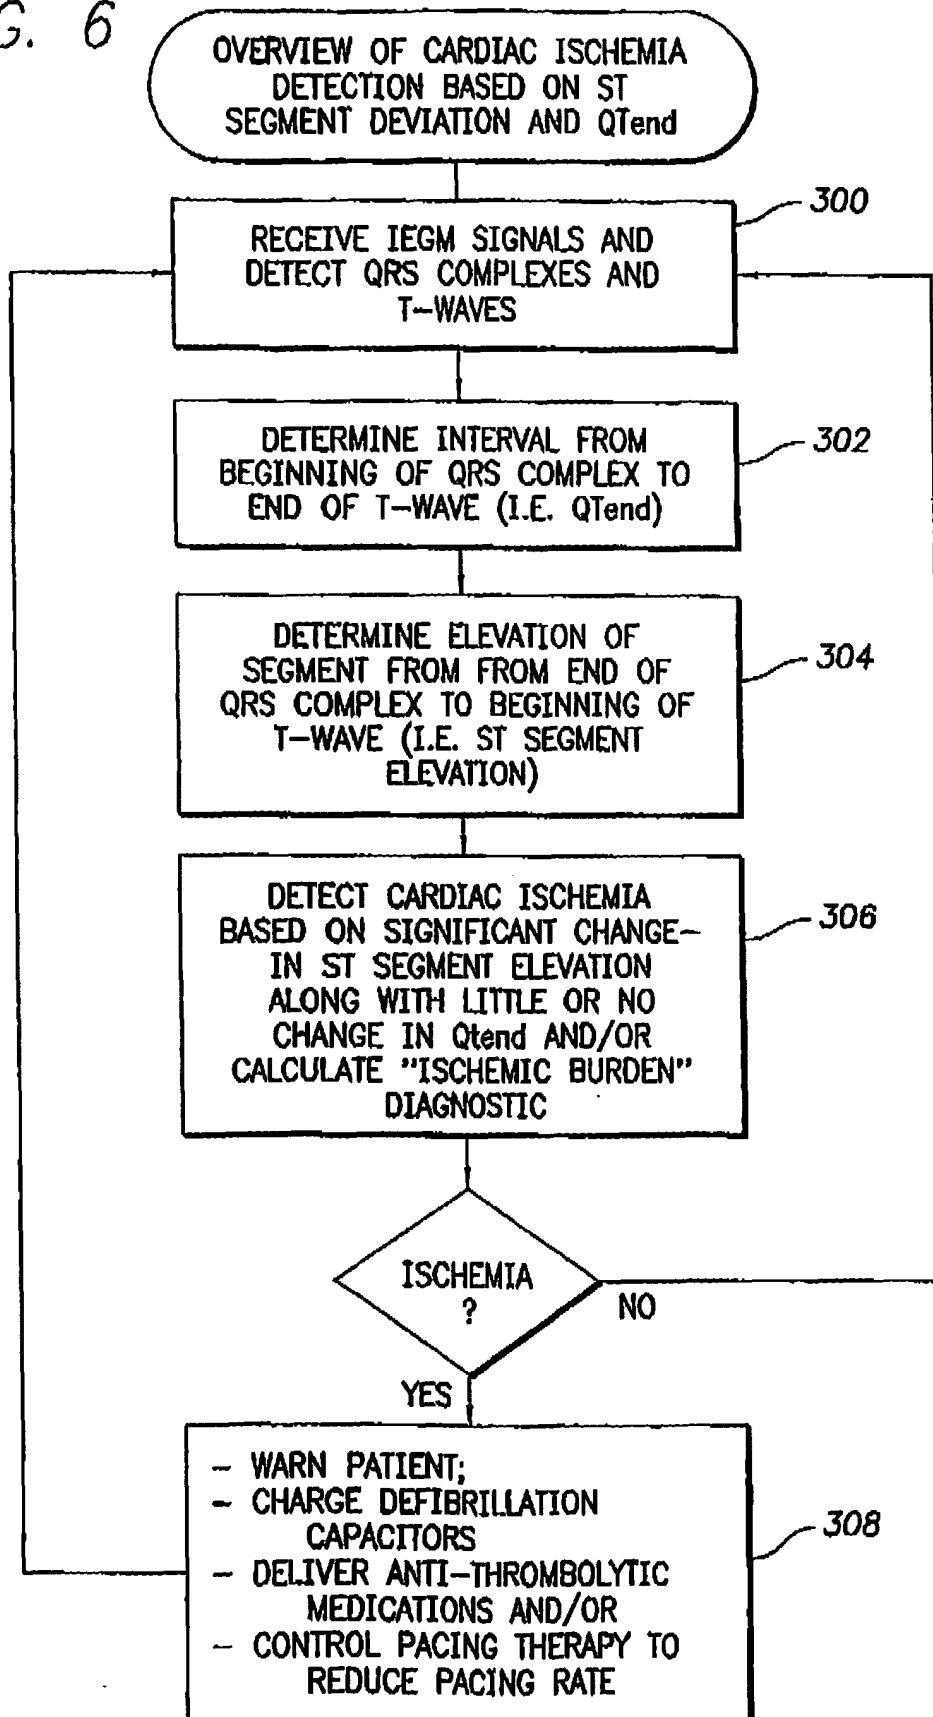 G. 6
OVERVIEW OF CARDIAC ISCHEMIA
DETECTION BASED ON ST
SEGMENT DEVIATION AND QTend
300
RECEIVE IEGM SIGNALS AND
DETECT QRS COMPLEXES AND
T-WAVES
302
DETERMINE INTERVAL FROM
BEGINNING OF QRS COMPLEX TO
END OF T-WAVE (I.E. QTend)
304
DETERMINE ELEVATION OF
SEGMENT FROM FROM END OF
QRS COMPLEX TO BEGINNING OF
T-WAVE (I.E. ST SEGMENT
ELEVATION)
306
DETECT CARDIAC ISCHEMIA
BASED ON SIGNIFICANT CHANGE-
IN ST SEGMENT ELEVATION
ALONG WITH LITTLE OR NO
CHANGE IN Qtend AND/OR
CALCULATE "ISCHEMIC BURDEN"
DIAGNOSTIC
ISCHEMIA
?
NO
YES
308
- WARN PATIENT;
- CHARGE DEFIBRILLATION
CAPACITORS
- DELIVER ANTI-THROMBOLYTIC
MEDICATIONS AND/OR
- CONTROL PACING THERAPY TO
REDUCE PACING RATE